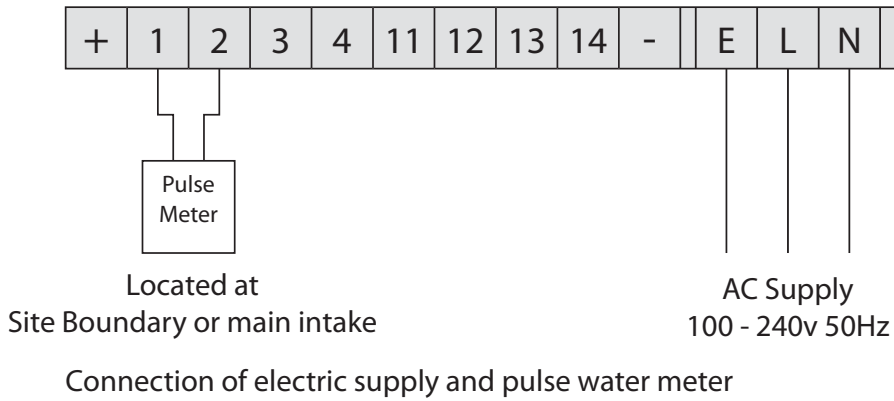 + 1 2 3 4 11 12 13 14 - E L N
Pulse
Meter
Located at
Site Boundary or main intake
AC Supply
100 - 240v 50Hz
Connection of electric supply and pulse water meter